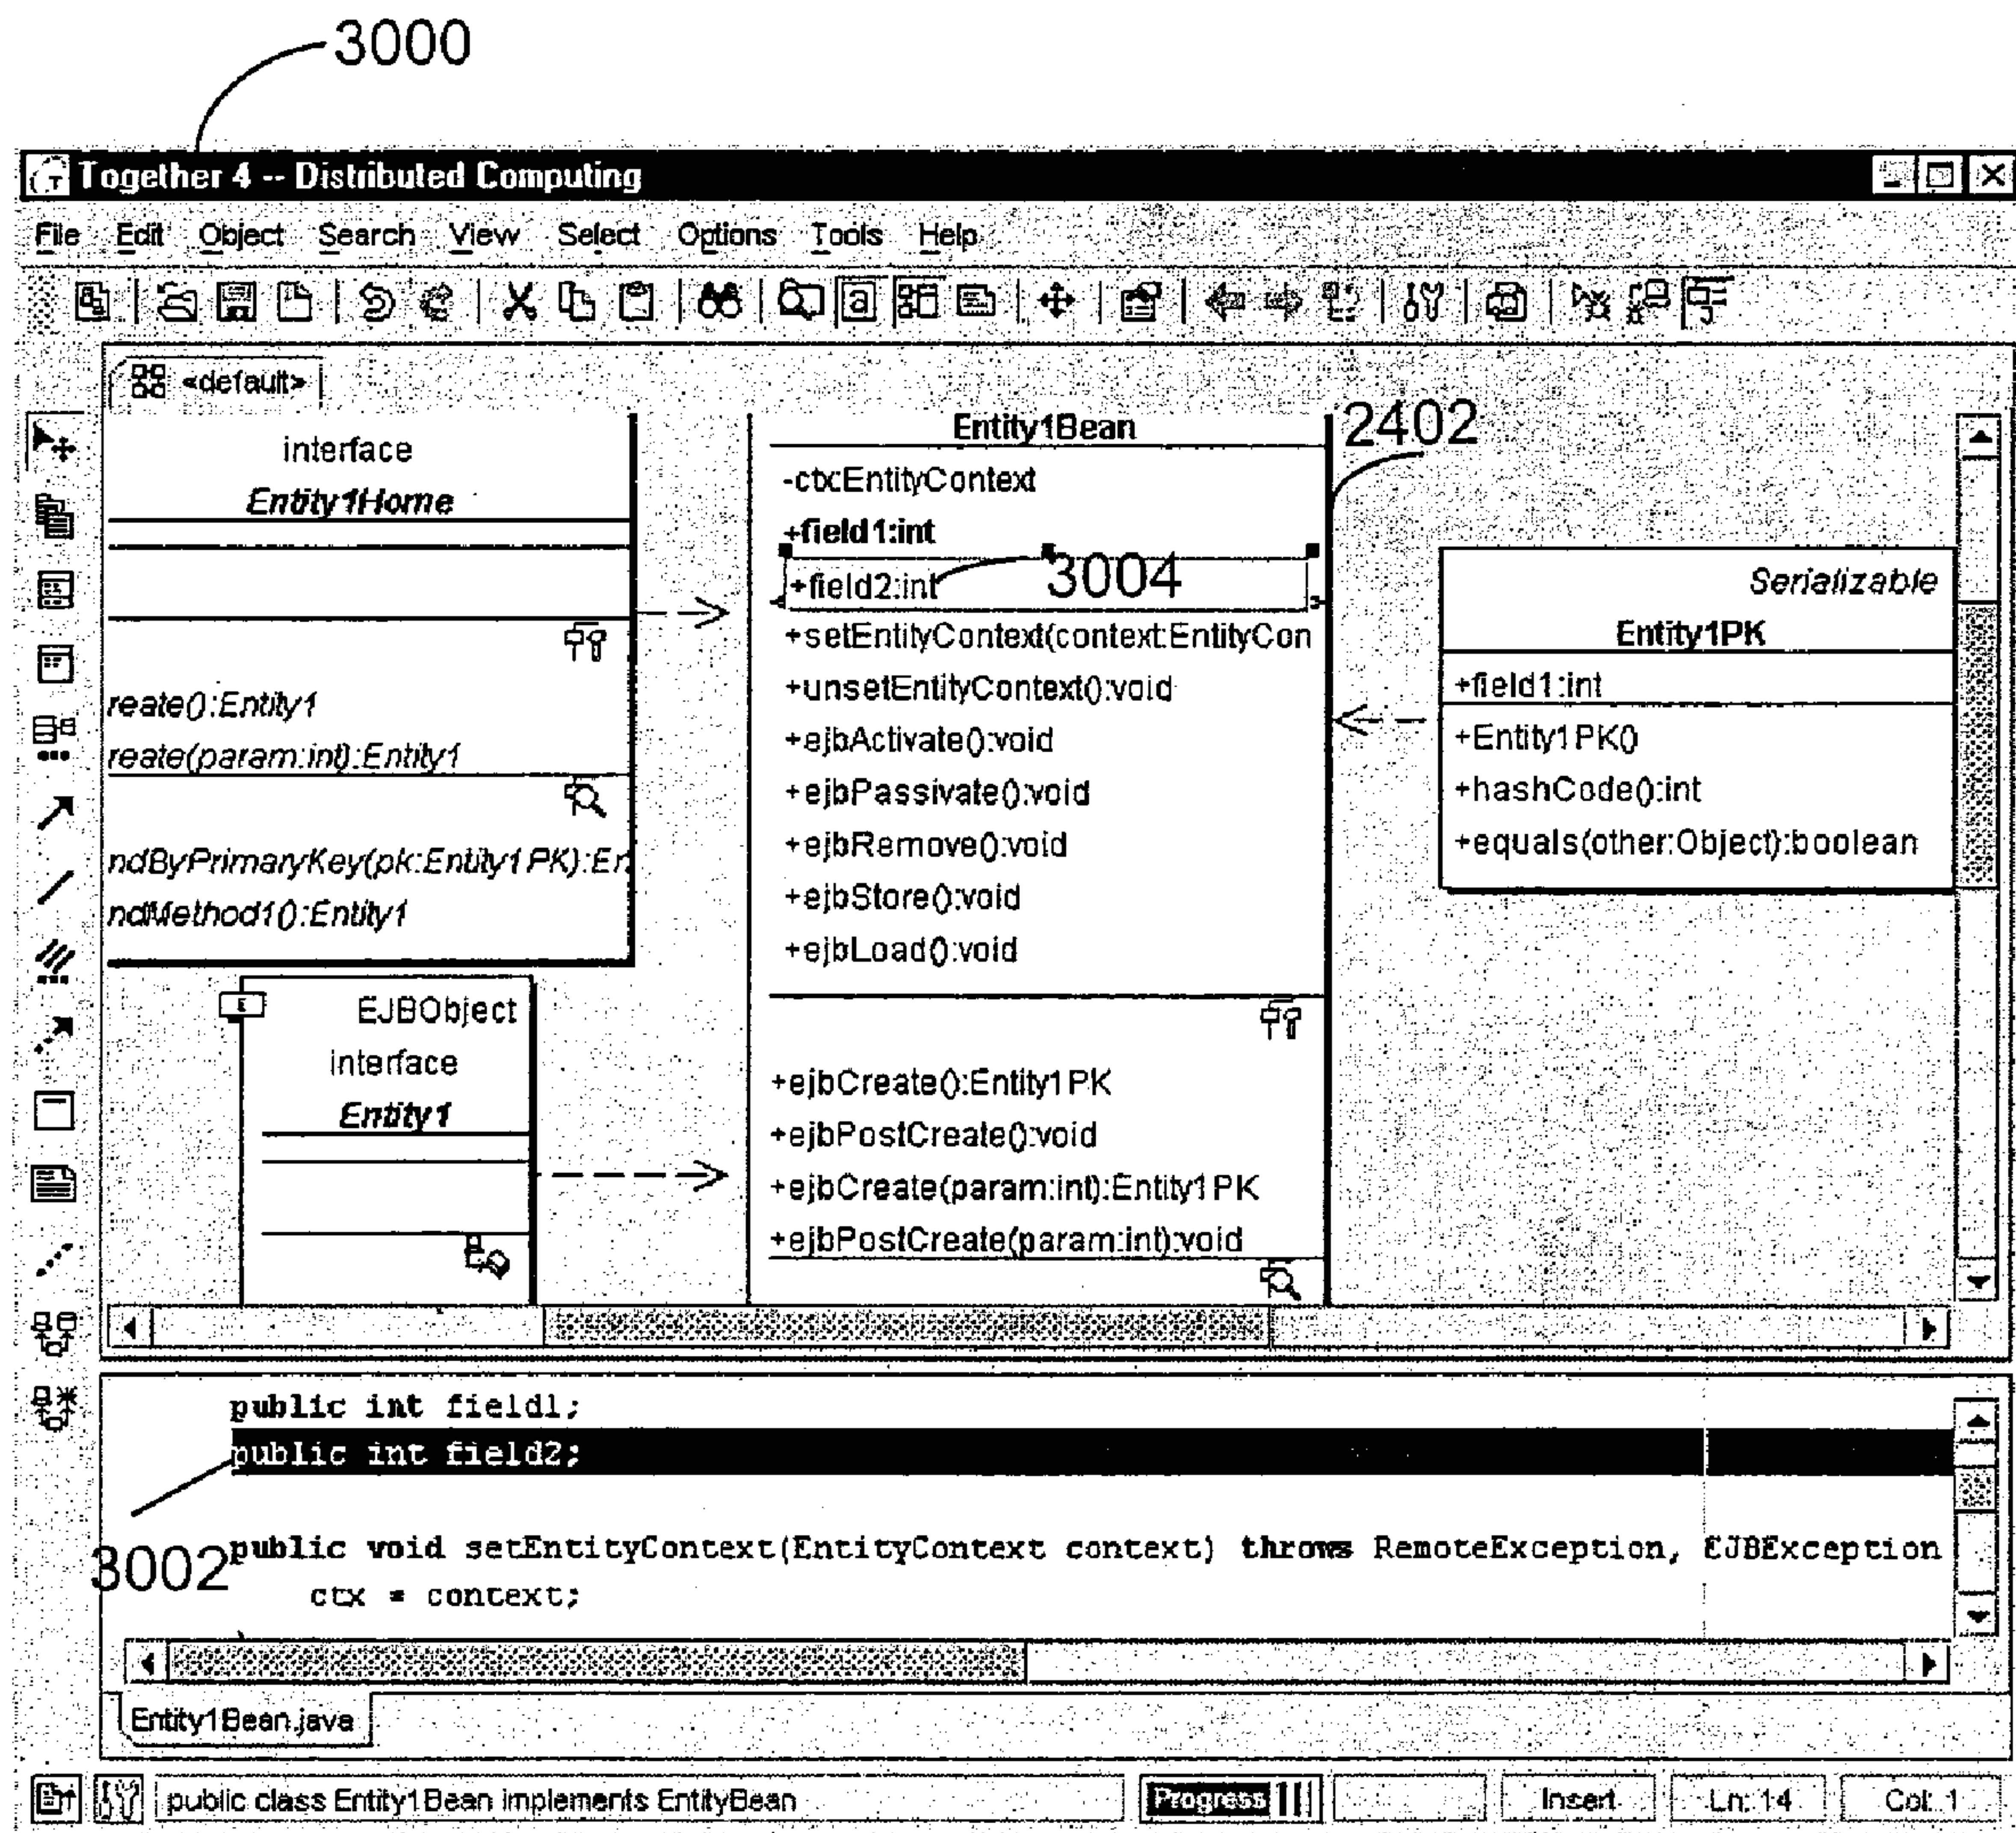 3000
Together 4 -- Distributed Computing
File Edit Object Search View Select Options Tools Help
a
<default>
interface
Entity1Home
reate():Entity1
reate(param:int):Entity1
ndByPrimaryKey(pk:Entity1PK):En
ndMethod1():Entity1
E
EJBObject
interface
Entity1
Entity1Bean
2402
-ctx:EntityContext
+field1:int
+field2:int
3004
+setEntityContext(context:EntityCon
+unsetEntityContext():void
+ejbActivate():void
+ejbPassivate():void
+ejbRemove():void
+ejbStore():void
+ejbLoad():void
+ejbCreate():Entity1PK
+ejbPostCreate():void
+ejbCreate(param:int):Entity1PK
+ejbPostCreate(param:int):void
Serializable
Entity1PK
+field1:int
+Entity1PK()
+hashCode():int
+equals(other:Object):boolean
public int field1;
public int field2;
3002
public void setEntityContext(EntityContext context) throws RemoteException, EJBException
ctx = context;
Entity1Bean.java
public class Entity1Bean implements EntityBean
Progress
Insert
Ln: 14
Col: 1